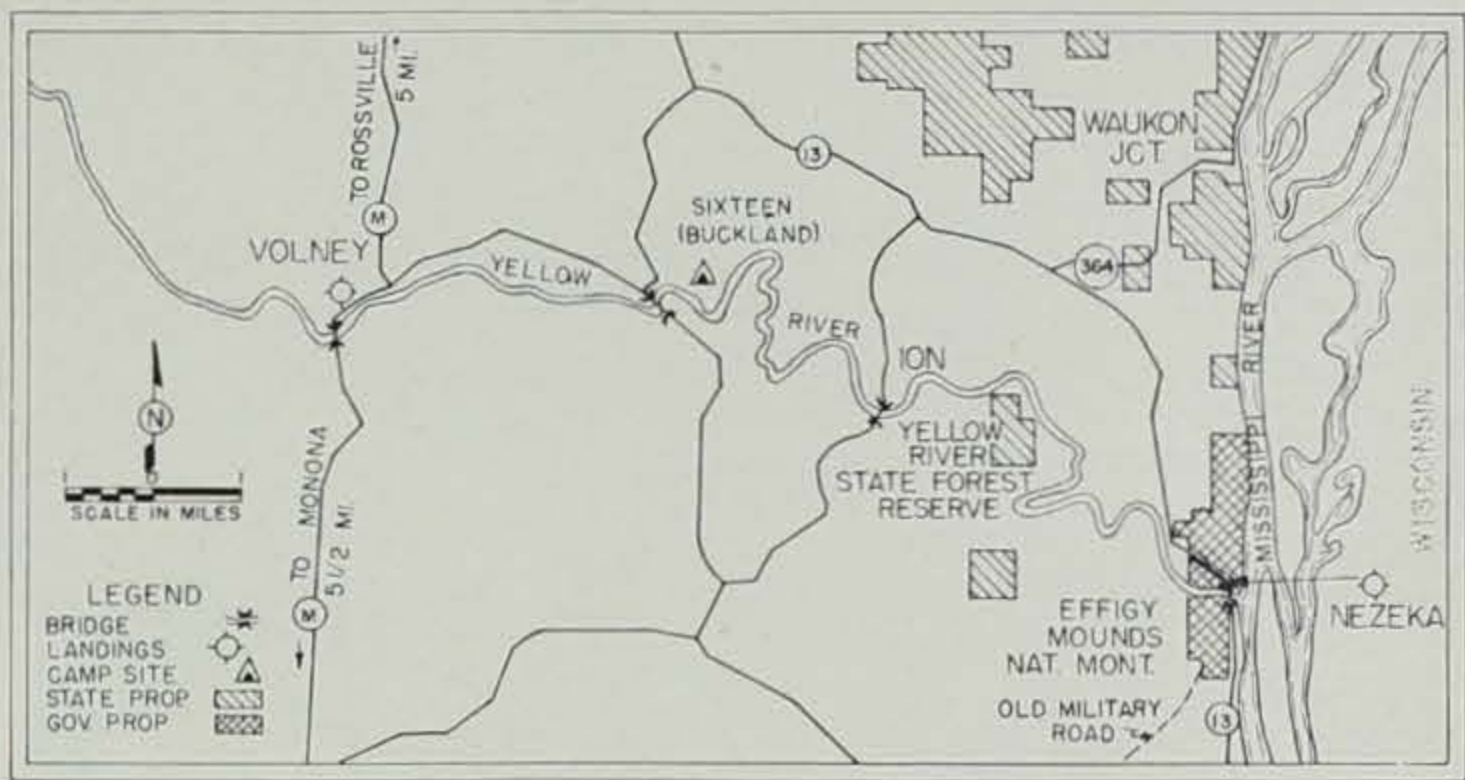 TO ROSSVILLE
5 MI.
M
VOLNEY
13
WAUKON
JCT.
SIXTEEN
(BUCKLAND)
YELLOW
RIVER
364
ION
MISSISSIPPI RIVER
WISCONSIN
N
0
SCALE IN MILES
TO MONONA
5 1/2 MI.
M
YELLOW
RIVER
STATE FOREST
RESERVE
LEGEND
BRIDGE
LANDINGS
CAMP SITE
STATE PROP
GOV. PROP
EFFIGY
MOUNDS
NAT. MONT.
NEZEKA
OLD MILITARY
ROAD
13